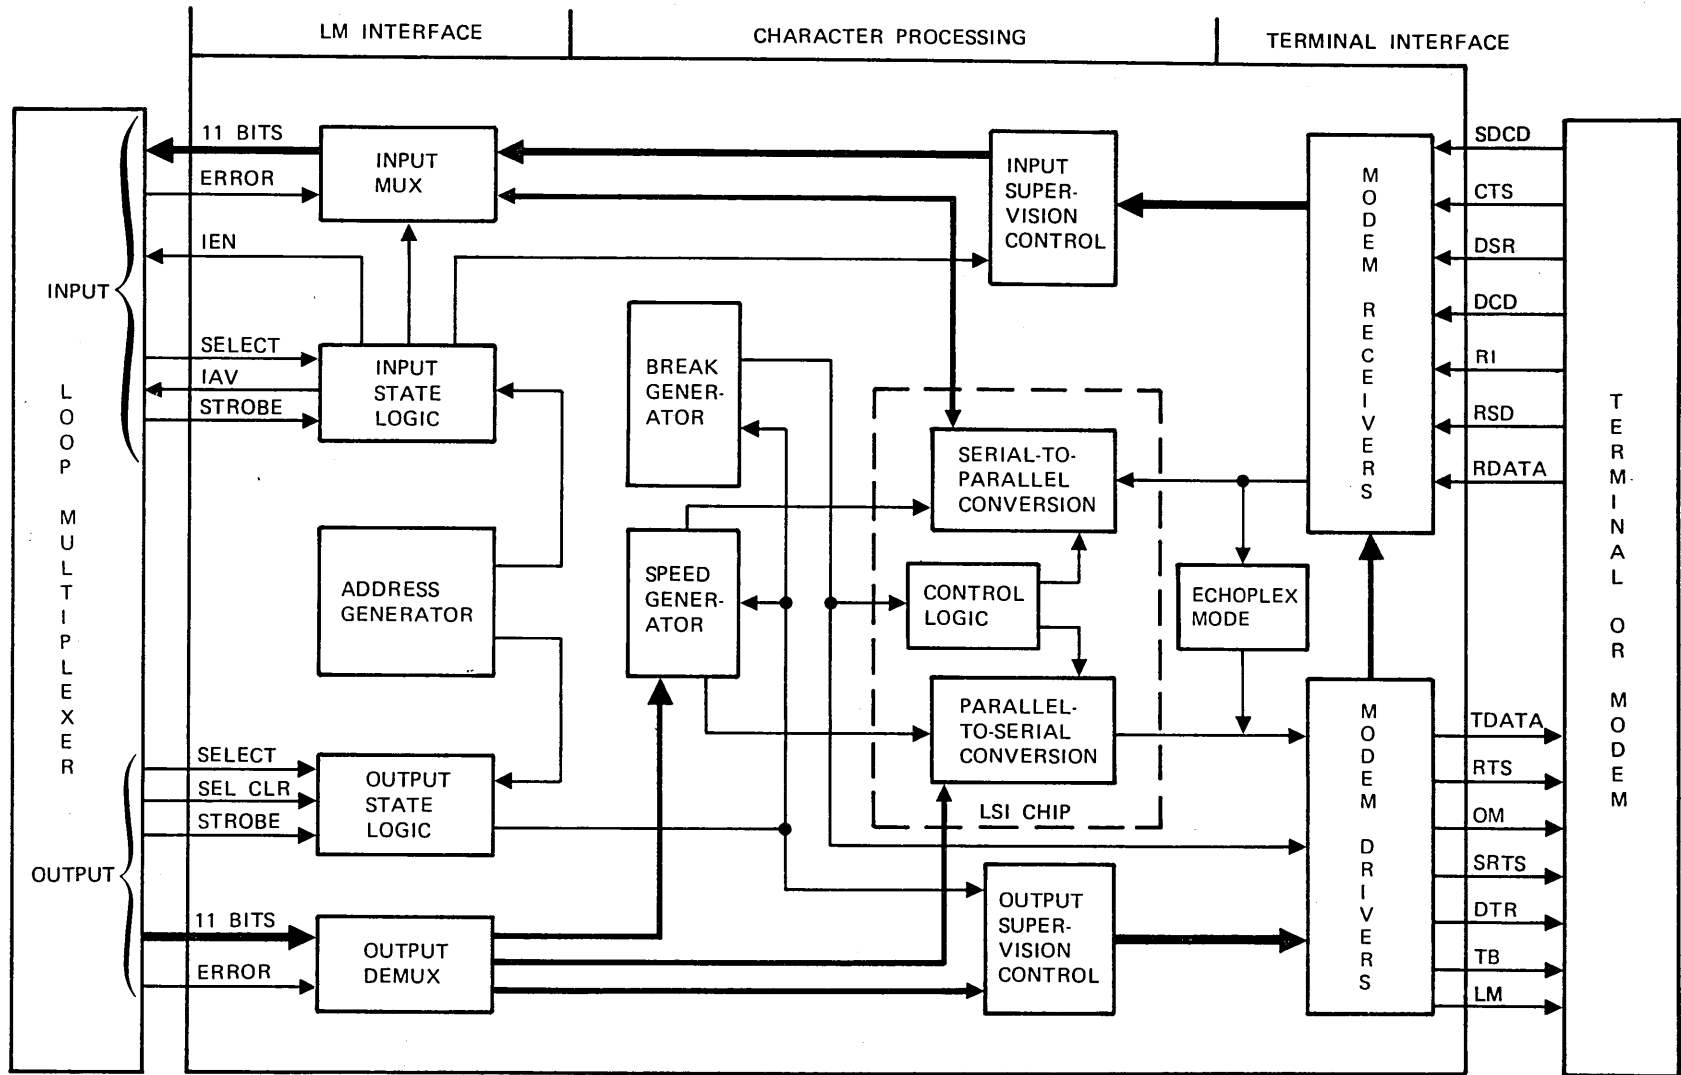 LM INTERFACE
CHARACTER PROCESSING
TERMINAL INTERFACE
LOOP MULTIPLEXER
INPUT
11 BITS
ERROR
IEN
SELECT
IAV
STROBE
OUTPUT
SELECT
SEL CLR
STROBE
11 BITS
ERROR
INPUT
MUX
INPUT
STATE
LOGIC
ADDRESS
GENERATOR
OUTPUT
STATE
LOGIC
OUTPUT
DEMUX
BREAK
GENER-
ATOR
SPEED
GENER-
ATOR
INPUT
SUPER-
VISION
CONTROL
SERIAL-TO-
PARALLEL
CONVERSION
CONTROL
LOGIC
PARALLEL-
TO-SERIAL
CONVERSION
LSI CHIP
OUTPUT
SUPER-
VISION
CONTROL
ECHOPLEX
MODE
MODEM RECEIVERS
MODEM DRIVERS
SDCD
CTS
DSR
DCD
RI
RSD
RDATA
TDATA
RTS
OM
SRTS
DTR
TB
LM
TERMINAL OR MODEM